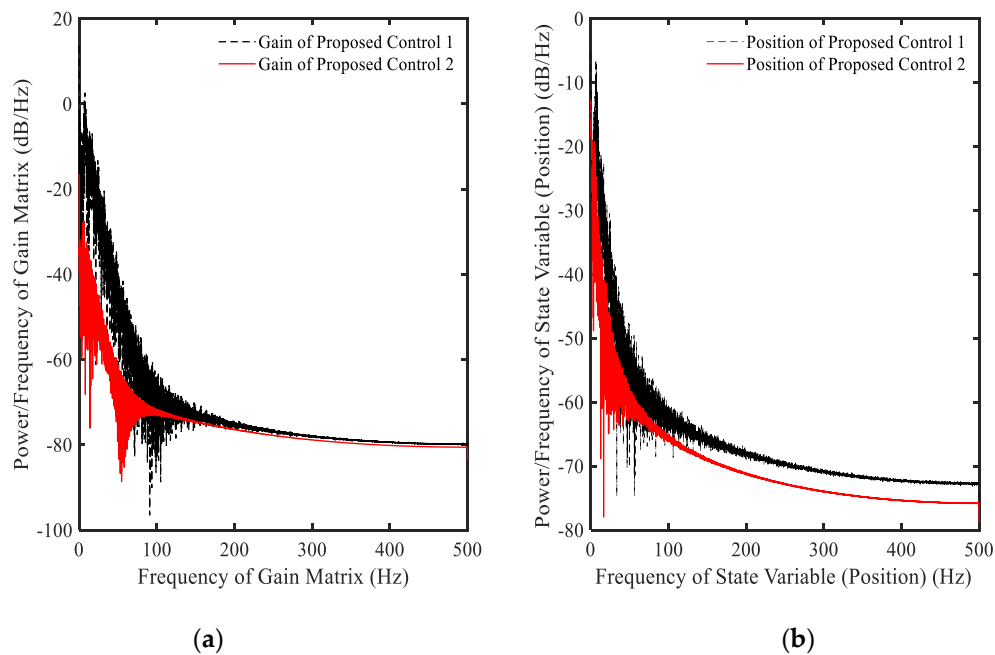 20
0
-20
-40
-60
-80
-100
0
100
200
300
400
500
Power/Frequency of Gain Matrix (dB/Hz)
Frequency of Gain Matrix (Hz)
Gain of Proposed Control 1
Gain of Proposed Control 2
(a)
0
-10
-20
-30
-40
-50
-60
-70
-80
0
100
200
300
400
500
Power/Frequency of State Variable (Position) (dB/Hz)
Frequency of State Variable (Position) (Hz)
Position of Proposed Control 1
Position of Proposed Control 2
(b)